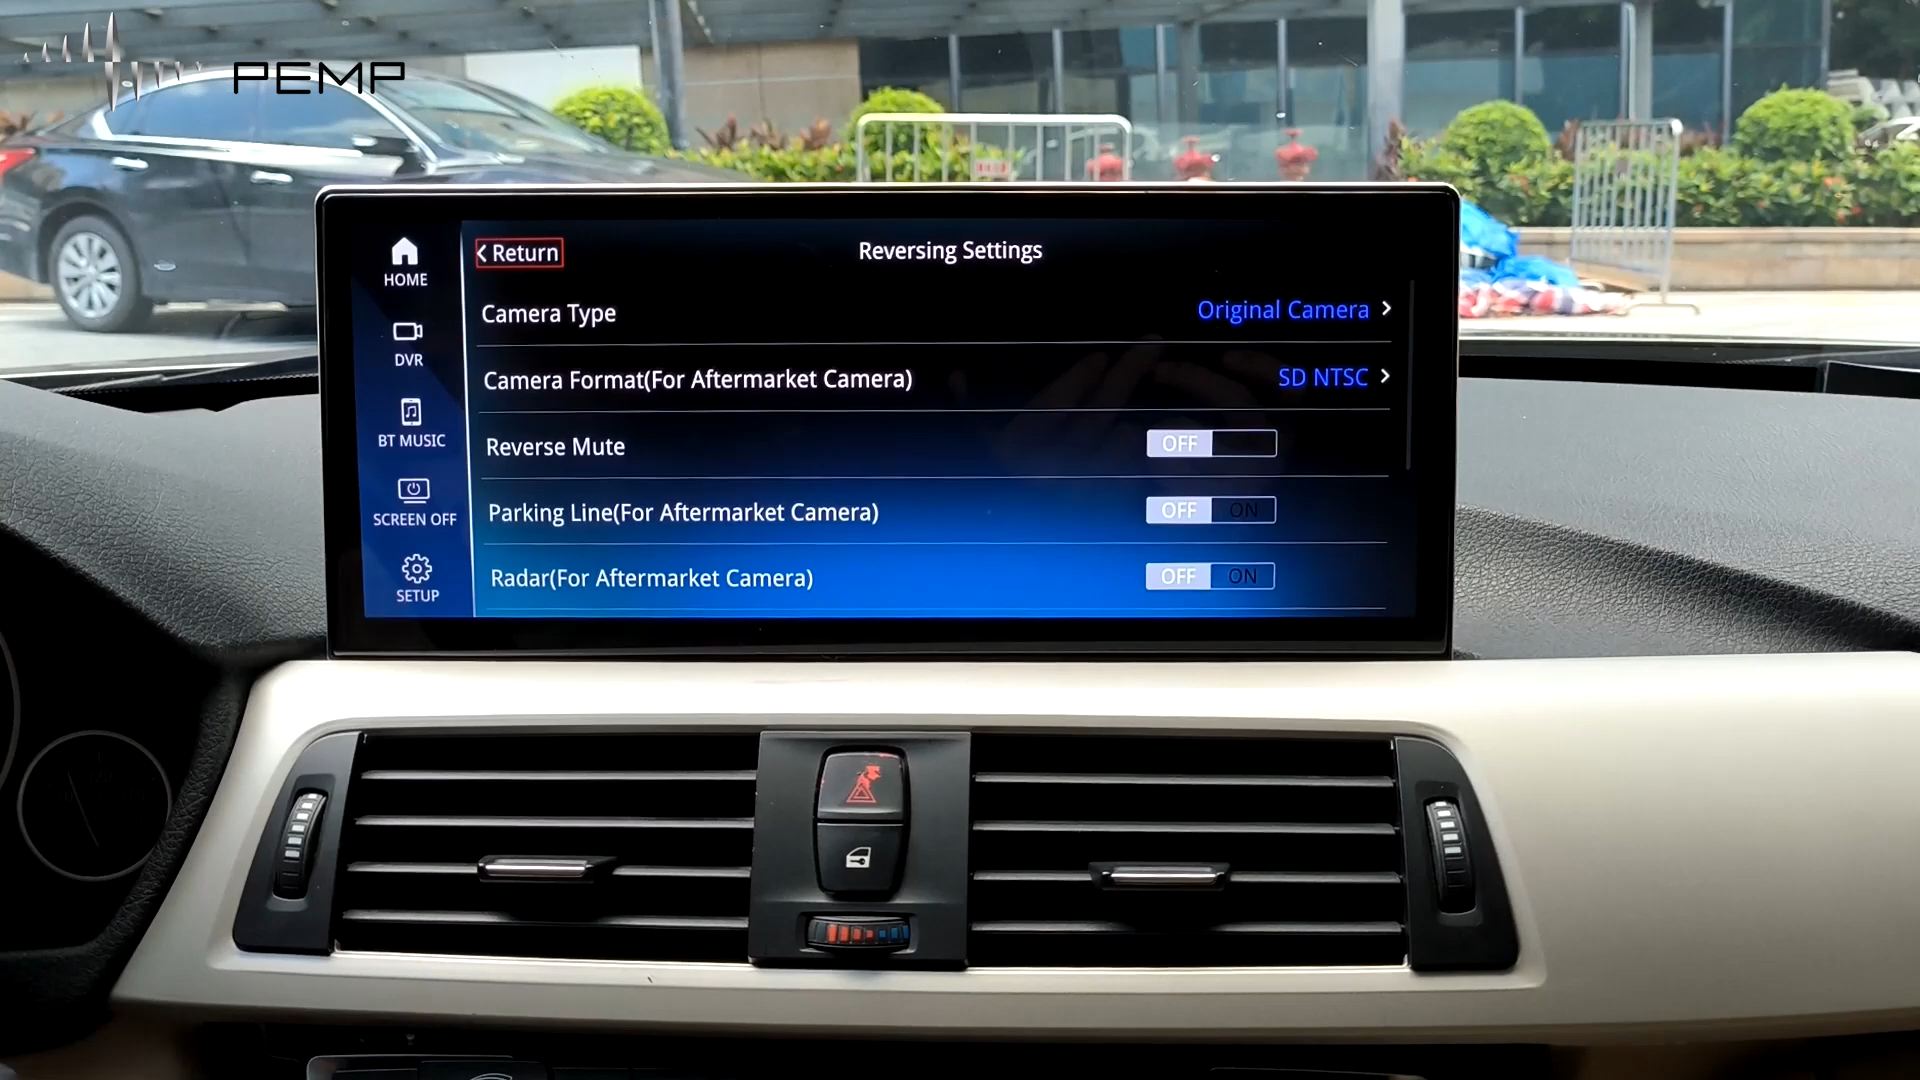 PEMP
HOME
DVR
BT MUSIC
SCREEN OFF
SETUP
Return
Reversing Settings
Camera Type Original Camera
Camera Format(For Aftermarket Camera) SD NTSC
Reverse Mute OFF
Parking Line(For Aftermarket Camera) OFF ON
Radar(For Aftermarket Camera) OFF ON